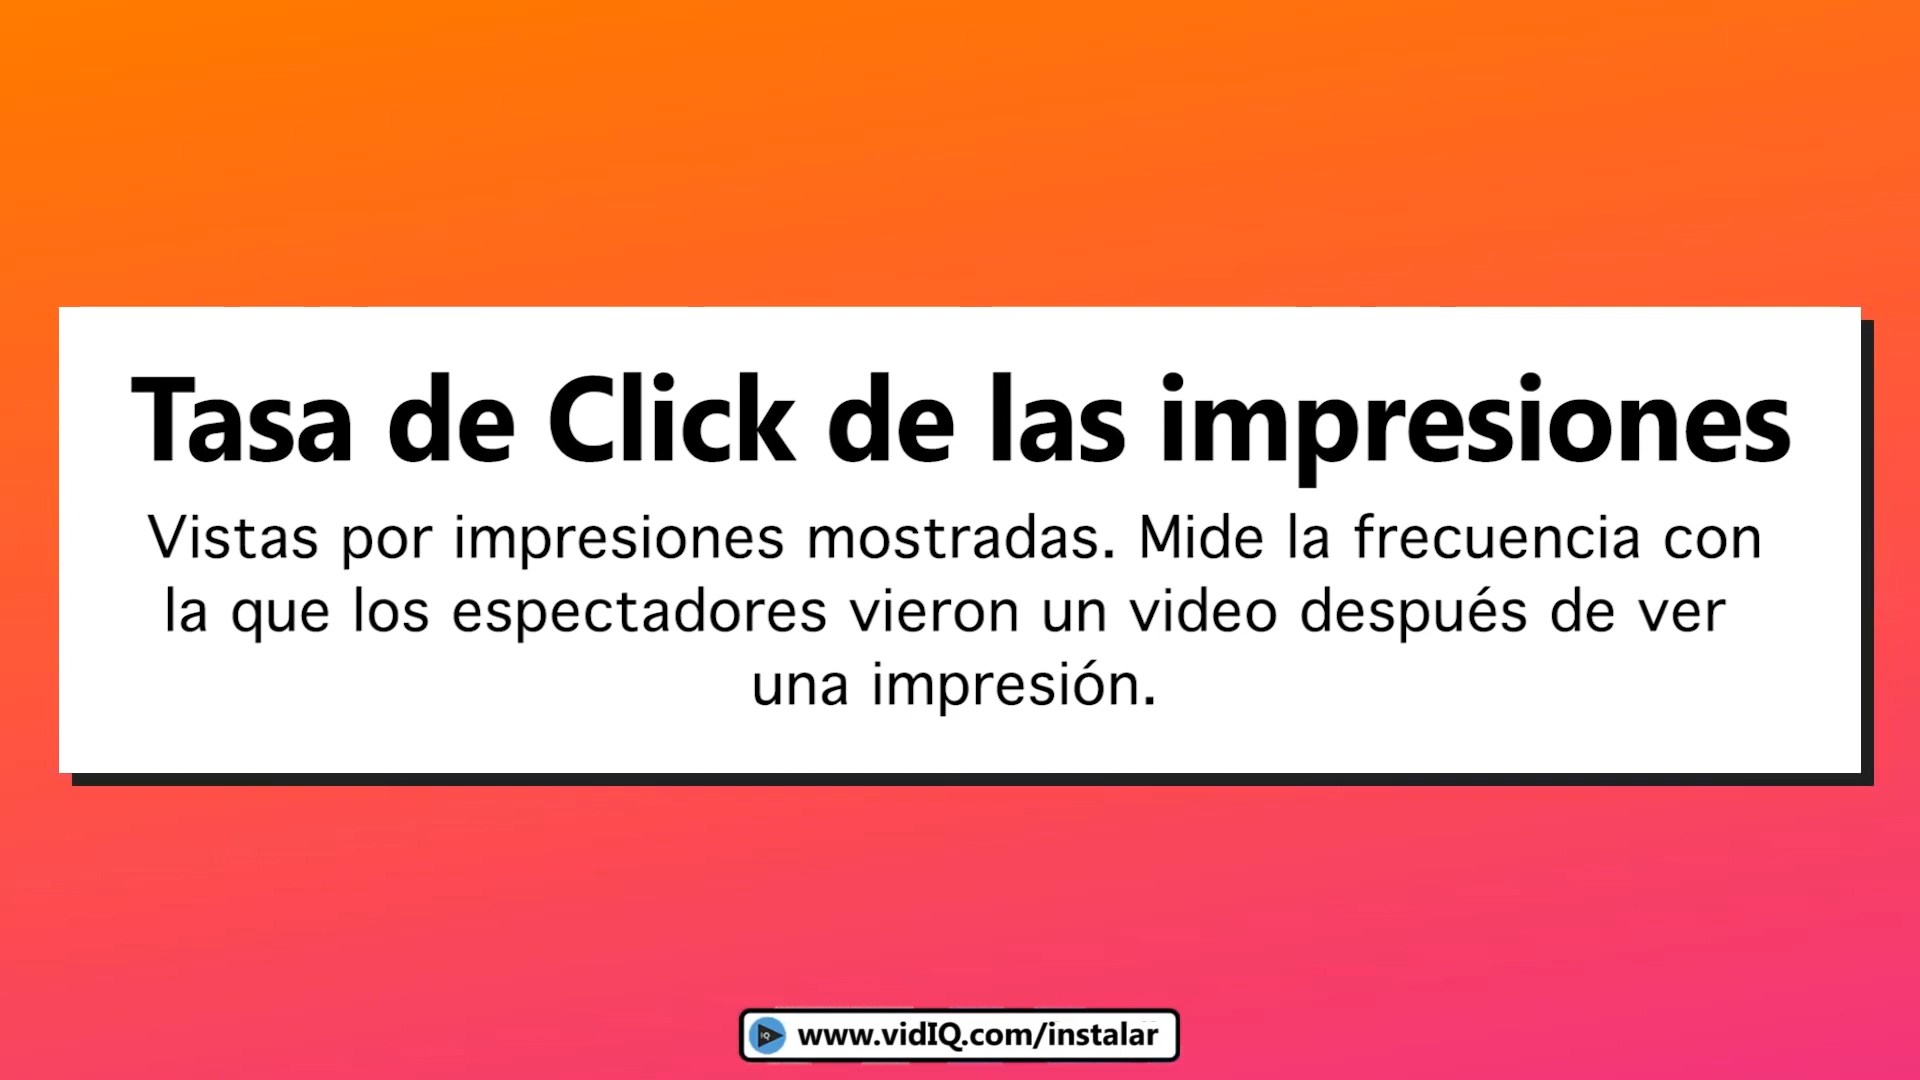 Tasa de Click de las impresiones
Vistas por impresiones mostradas. Mide la frecuencia con
la que los espectadores vieron un video después de ver
una impresión.
IQ www.vidIQ.com/instalar